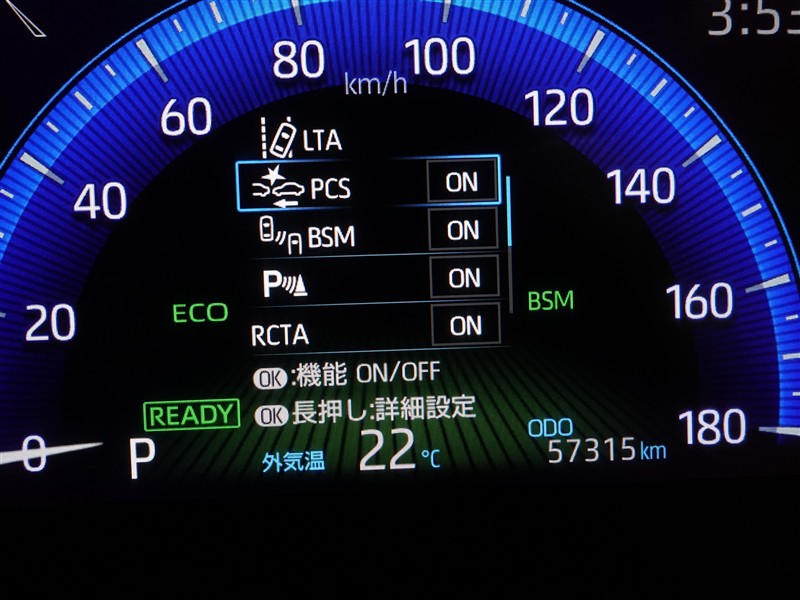 3:53
80
100
km/h
60
120
LTA
40
PCS ON
140
BSM ON
P ON
20
ECO
BSM
160
RCTA ON
OK:機能 ON/OFF
READY
OK長押し:詳細設定
0
P
外気温 22℃
ODO
57315km
180